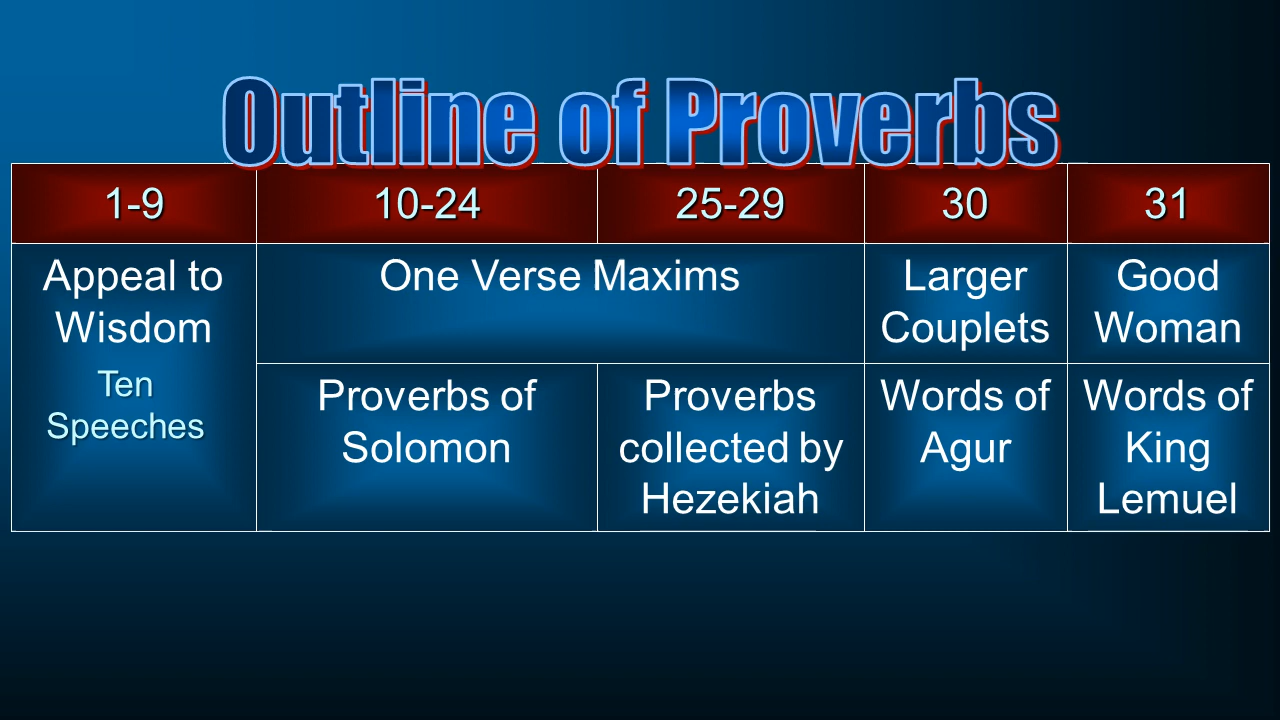 Outline of Proverbs
1-9
10-24
25-29
30
31
Appeal to
Wisdom
Ten
Speeches
One Verse Maxims
Larger
Couplets
Good
Woman
Proverbs of
Solomon
Proverbs
collected by
Hezekiah
Words of
Agur
Words of
King
Lemuel